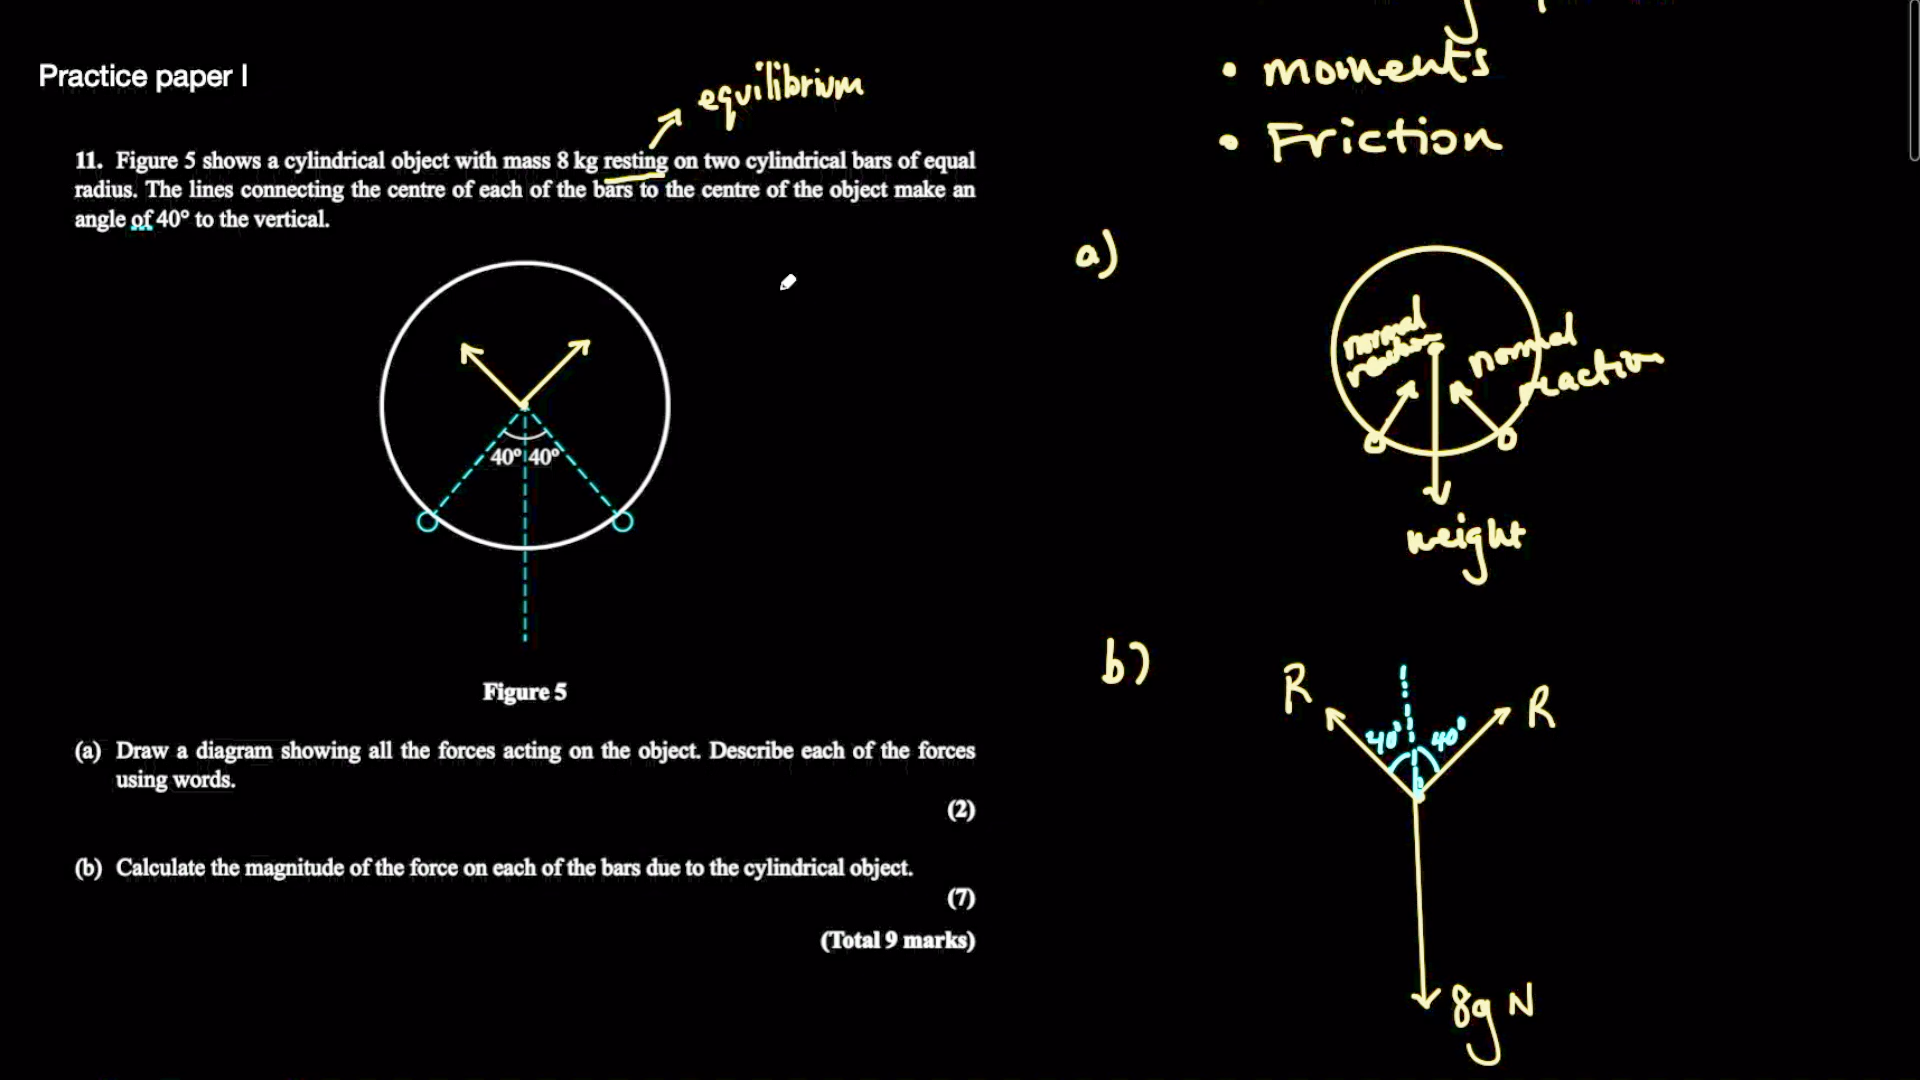 Practice paper I
equilibrium
11. Figure 5 shows a cylindrical object with mass 8 kg resting on two cylindrical bars of equal
radius. The lines connecting the centre of each of the bars to the centre of the object make an
angle of 40° to the vertical.
40° 40°
Figure 5
(a) Draw a diagram showing all the forces acting on the object. Describe each of the forces
using words.
(2)
(b) Calculate the magnitude of the force on each of the bars due to the cylindrical object.
(7)
(Total 9 marks)
• moments
• Friction
a)
normal
reaction
normal
reaction
weight
b)
R
R
40° 40°
8g N